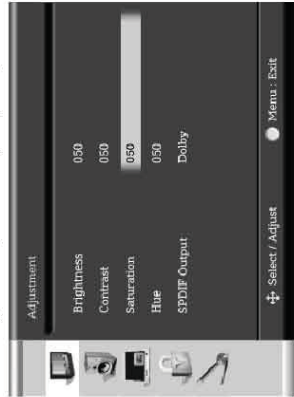 Adjustment
Brightness 050
Contrast 050
Saturation 050
Hue 050
SPDIF Output Dolby
Select / Adjust Menu : Exit